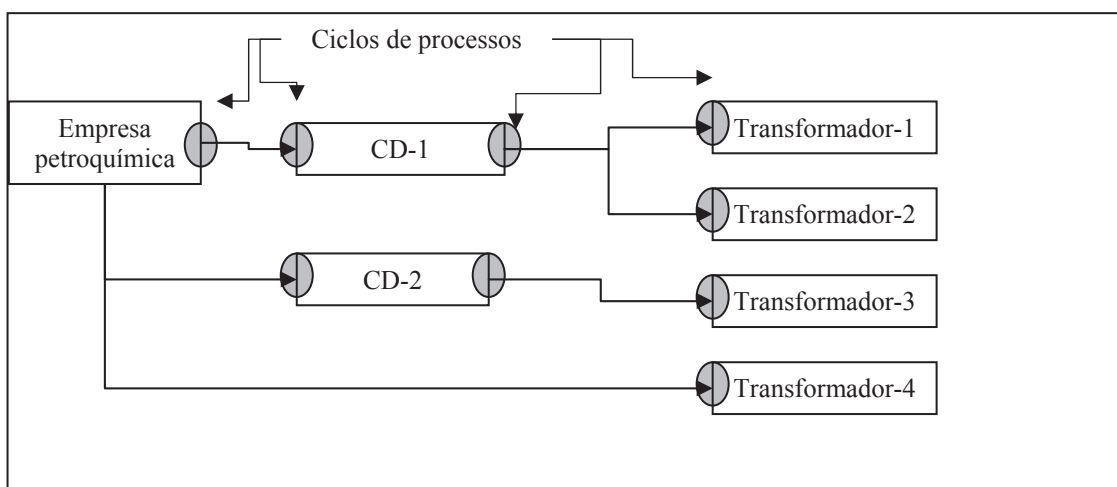 Ciclos de processos
Empresa
petroquímica
CD-1
Transformador-1
Transformador-2
CD-2
Transformador-3
Transformador-4